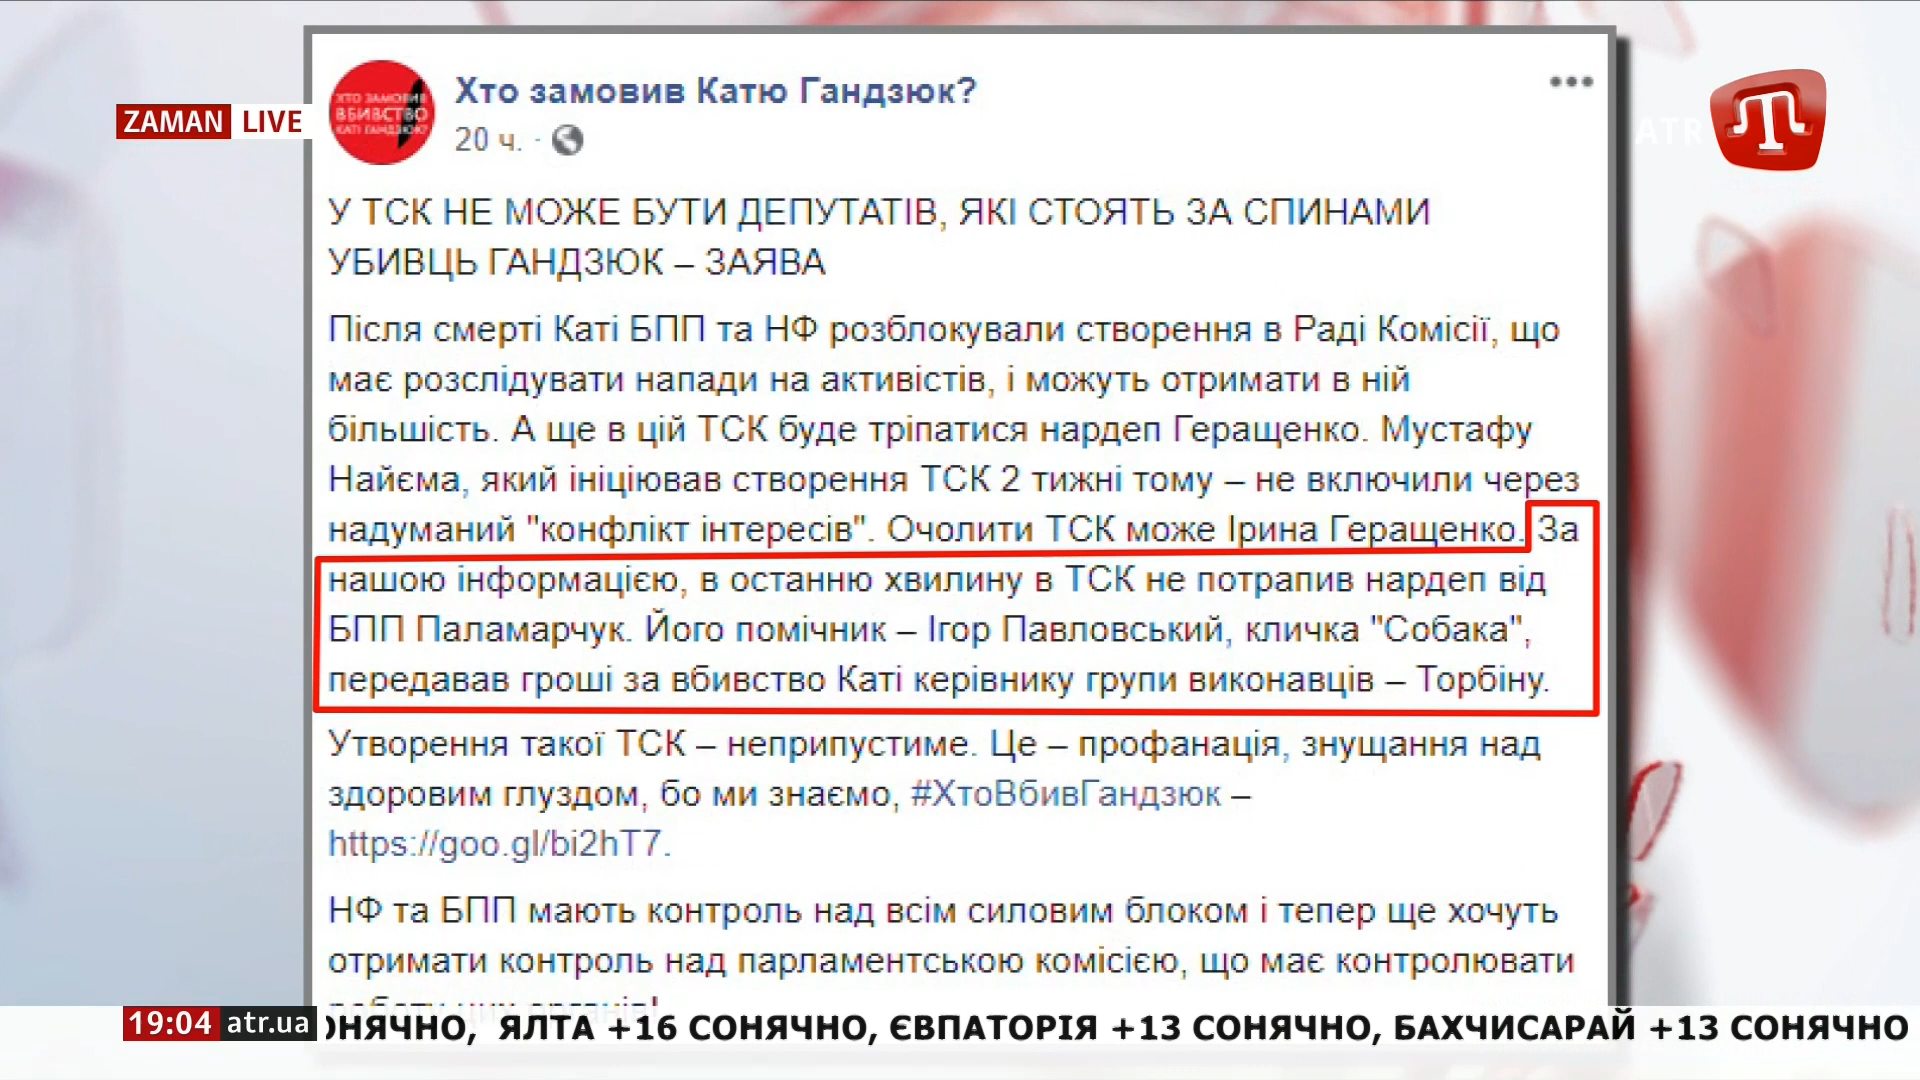 ZAMAN LIVE
ATR
ХТО ЗАМОВИВ
ВБИВСТВО
КАТІ ГАНДЗЮК?
Хто замовив Катю Гандзюк?
20 ч. ·
У ТСК НЕ МОЖЕ БУТИ ДЕПУТАТІВ, ЯКІ СТОЯТЬ ЗА СПИНАМИ
УБИВЦЬ ГАНДЗЮК – ЗАЯВА
Після смерті Каті БПП та НФ розблокували створення в Раді Комісії, що
має розслідувати напади на активістів, і можуть отримати в ній
більшість. А ще в цій ТСК буде тріпатися нардеп Геращенко. Мустафу
Найєма, який ініціював створення ТСК 2 тижні тому – не включили через
надуманий "конфлікт інтересів". Очолити ТСК може Ірина Геращенко. За
нашою інформацією, в останню хвилину в ТСК не потрапив нардеп від
БПП Паламарчук. Його помічник – Ігор Павловський, кличка "Собака",
передавав гроші за вбивство Каті керівнику групи виконавців – Торбіну.
Утворення такої ТСК – неприпустиме. Це – профанація, знущання над
здоровим глуздом, бо ми знаємо, #ХтоВбивГандзюк –
https://goo.gl/bi2hT7.
НФ та БПП мають контроль над всім силовим блоком і тепер ще хочуть
отримати контроль над парламентською комісією, що має контролювати
19:04 atr.ua ОНЯЧНО, ЯЛТА +16 СОНЯЧНО, ЄВПАТОРІЯ +13 СОНЯЧНО, БАХЧИСАРАЙ +13 СОНЯЧНО